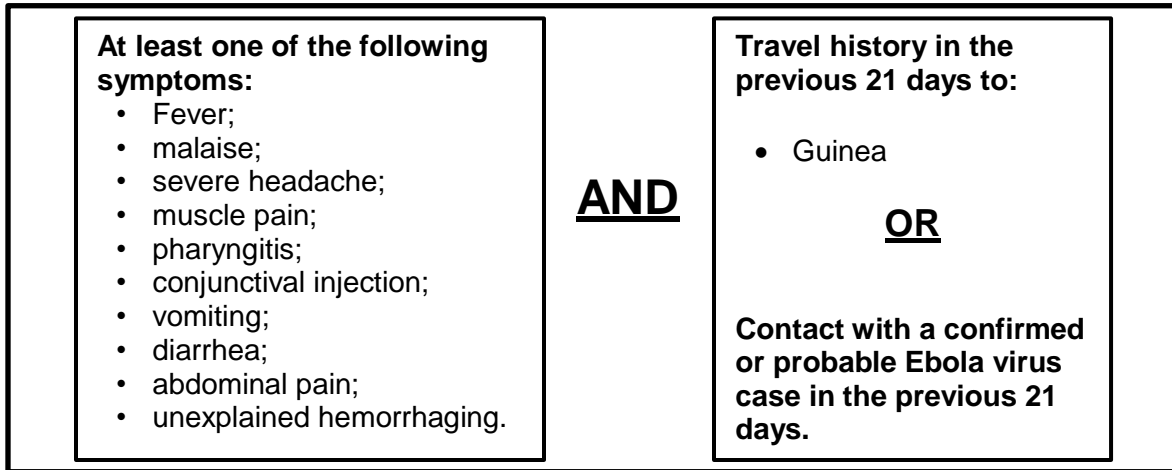 At least one of the following
symptoms:
• Fever;
• malaise;
• severe headache;
• muscle pain;
• pharyngitis;
• conjunctival injection;
• vomiting;
• diarrhea;
• abdominal pain;
• unexplained hemorrhaging.
AND
Travel history in the
previous 21 days to:
• Guinea
OR
Contact with a confirmed
or probable Ebola virus
case in the previous 21
days.